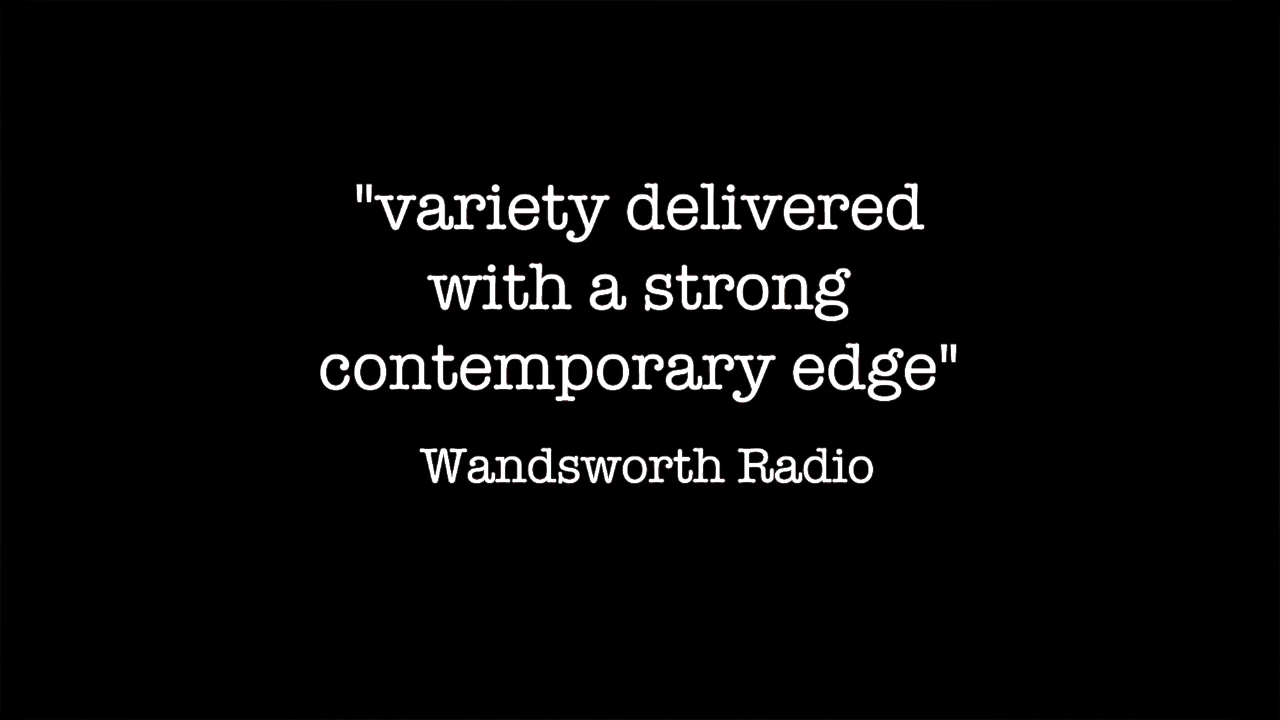 "variety delivered
with a strong
contemporary edge"
Wandsworth Radio